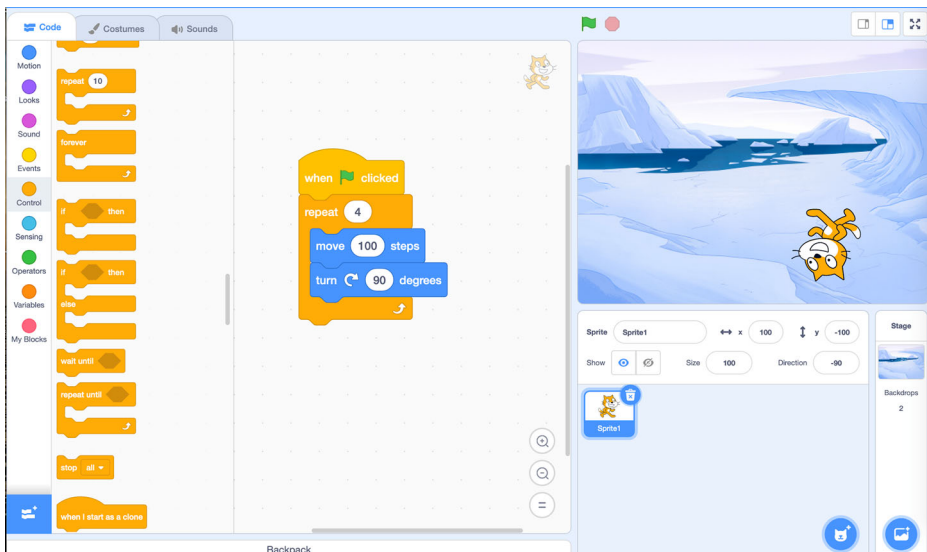 Code
Costumes
Sounds
Motion
Looks
Sound
Events
Control
Sensing
Operators
Variables
My Blocks
repeat 10
forever
if then
if then
else
wait until
repeat until
stop all
when I start as a clone
when clicked
repeat 4
move 100 steps
turn 90 degrees
Backpack
Sprite Sprite1 x 100 y -100
Show Size 100 Direction -90
Sprite1
Stage
Backdrops
2